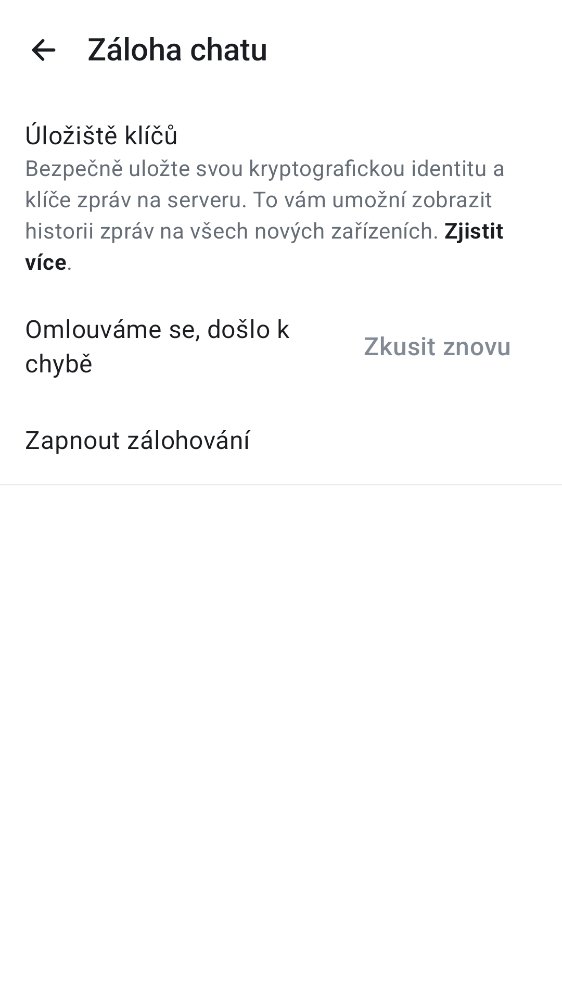 Záloha chatu
Úložiště klíčů
Bezpečně uložte svou kryptografickou identitu a
klíče zpráv na serveru. To vám umožní zobrazit
historii zpráv na všech nových zařízeních. Zjistit
více.
Omlouváme se, došlo k
chybě
Zkusit znovu
Zapnout zálohování